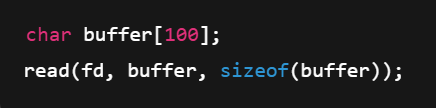 char buffer[100];
read(fd, buffer, sizeof(buffer));